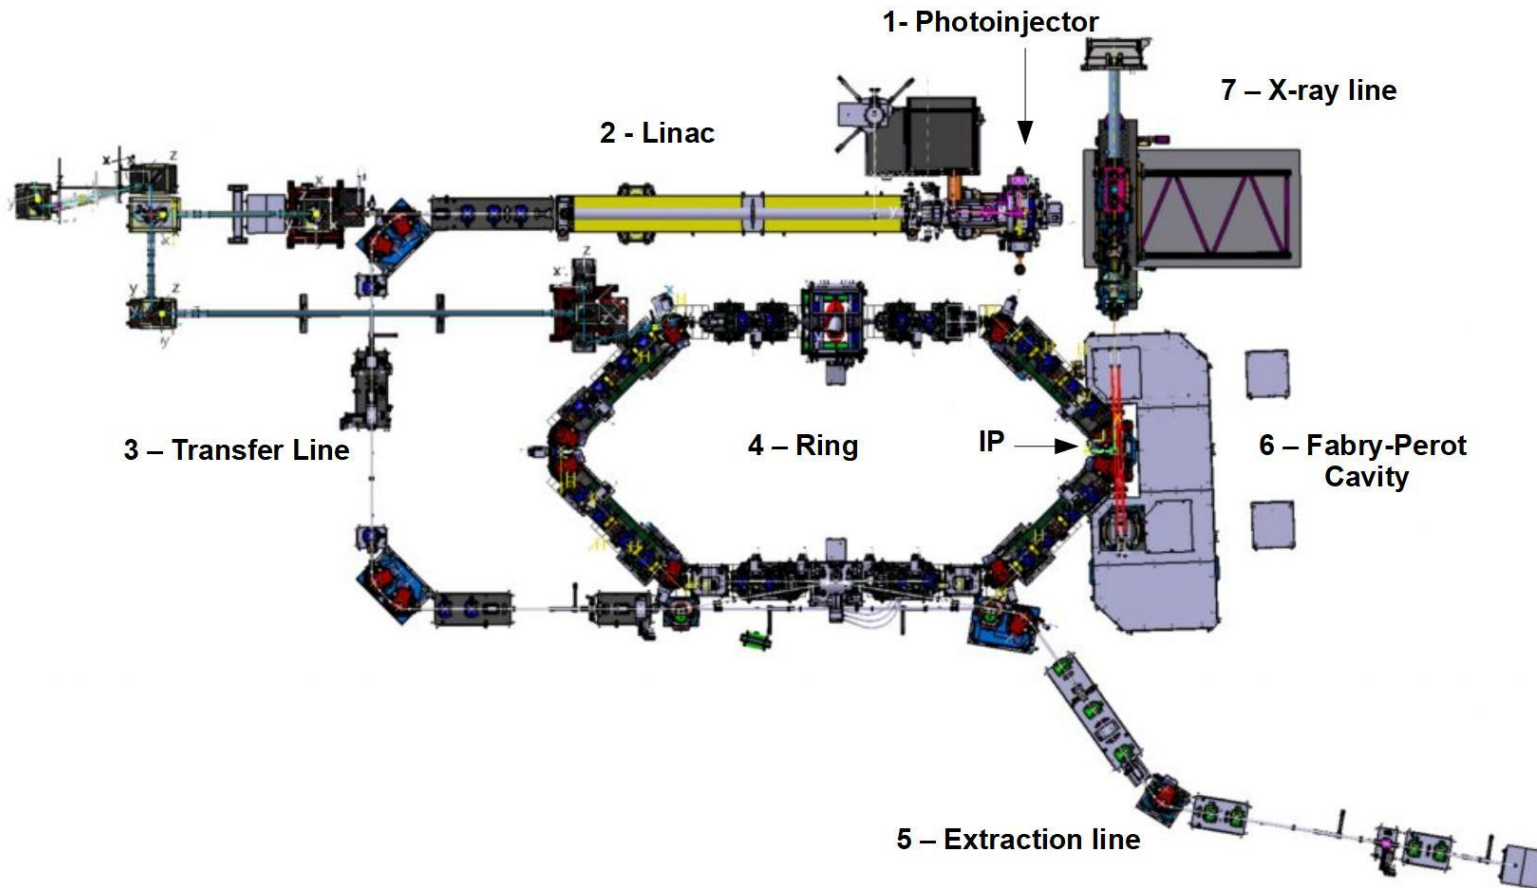 1- Photoinjector
7 – X-ray line
2 - Linac
3 – Transfer Line
4 – Ring
IP
6 – Fabry-Perot
Cavity
5 – Extraction line